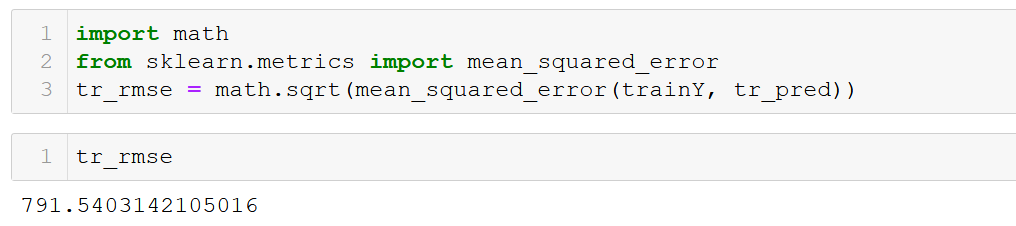 1 import math
2 from sklearn.metrics import mean_squared_error
3 tr_rmse = math.sqrt(mean_squared_error(trainY, tr_pred))
1 tr_rmse
791.5403142105016